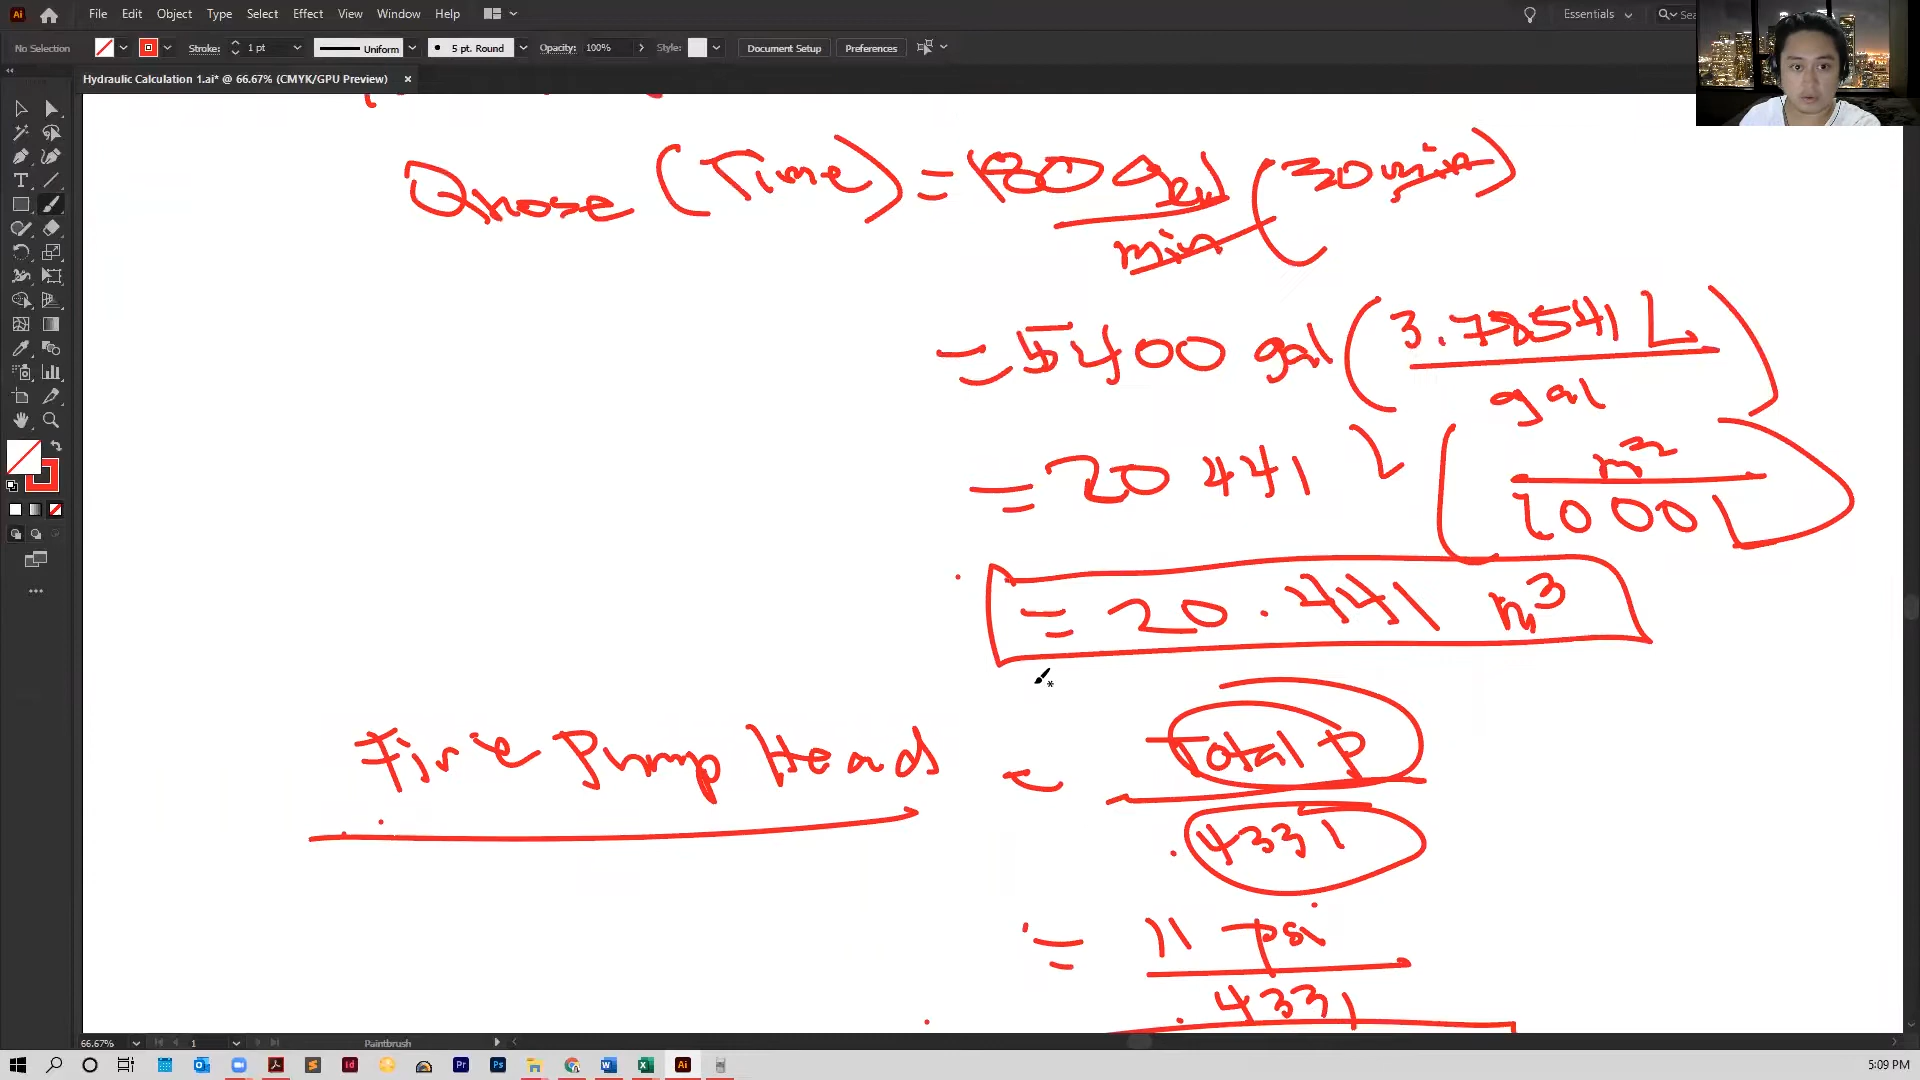 File Edit Object Type Select Effect View Window Help Essentials Sea
No Selection Stroke: 1 pt Uniform 5 pt. Round Opacity: 100% Style: Document Setup Preferences
Hydraulic Calculation 1.ai* @ 66.67% (CMYK/GPU Preview) ×
Qhose (Time) = 180 gal/min (30 min)
= 5400 gal (3.78541 L / gal)
= 20 441 L (m3 / 1000 L)
= 20.441 m3
Fire Pump Head = Total P / .4331
= 11 psi / .4331
66.67% 1 Paintbrush
5:09 PM